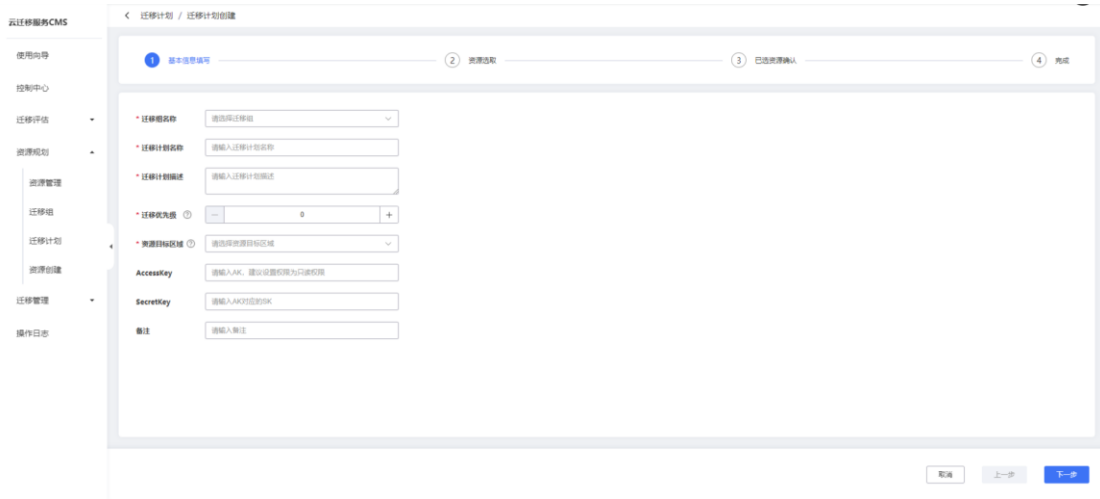 云迁移服务CMS
使用向导
控制中心
迁移评估
资源规划
资源管理
迁移组
迁移计划
资源创建
迁移管理
操作日志
迁移计划 / 迁移计划创建
1 基本信息填写
2 资源选取
3 已选资源确认
4 完成
* 迁移组名称 请选择迁移组
* 迁移计划名称 请输入迁移计划名称
* 迁移计划描述 请输入迁移计划描述
* 迁移优先级 ? — 0 +
* 资源目标区域 ? 请选择资源目标区域
AccessKey 请输入AK，建议设置权限为只读权限
SecretKey 请输入AK对应的SK
备注 请输入备注
取消 上一步 下一步